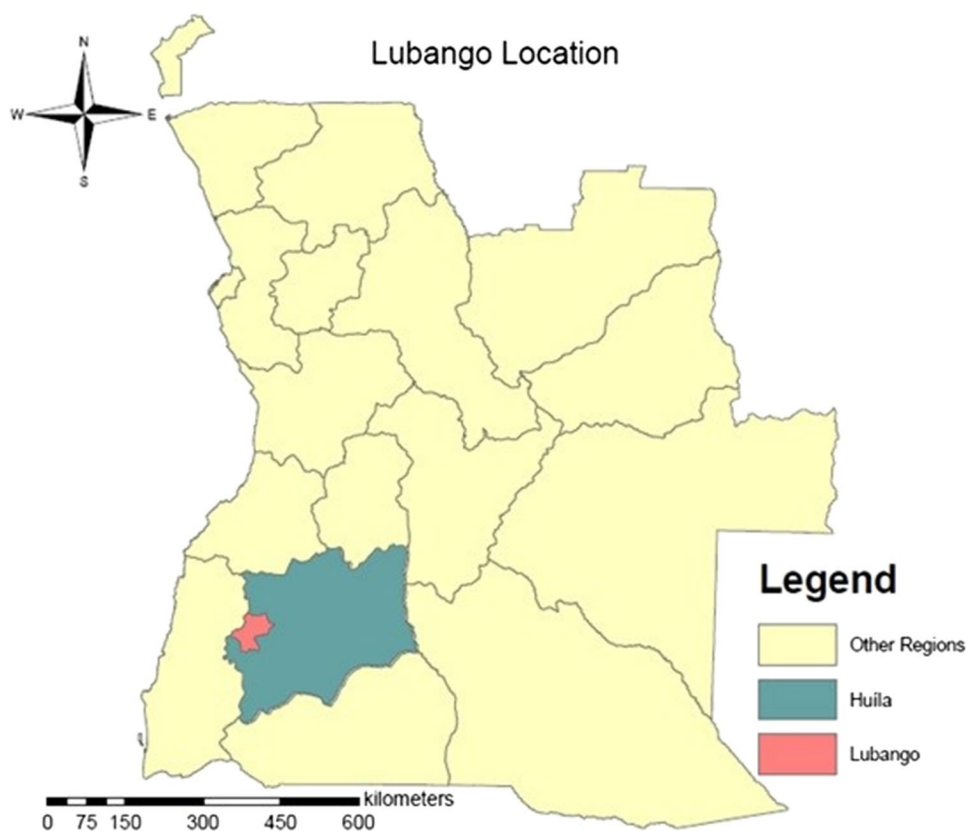 Lubango Location
N
W
E
S
Legend
Other Regions
Huíla
Lubango
kilometers
0 75 150 300 450 600